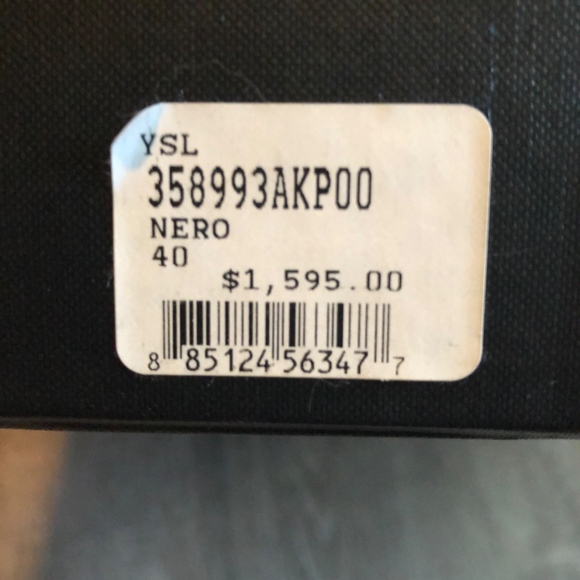 YSL
358993AKP00
NERO
40
$1,595.00
8 85124 56347 7